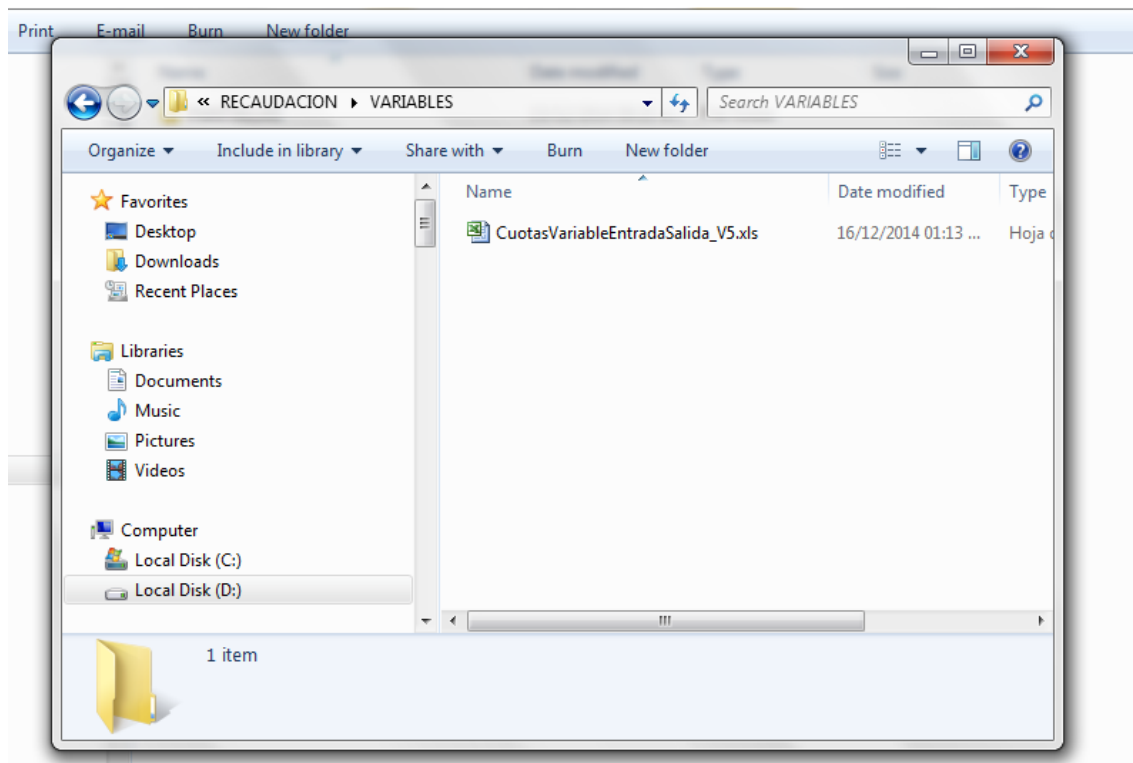 Print E-mail Burn New folder
« RECAUDACION ▸ VARIABLES Search VARIABLES
Organize Include in library Share with Burn New folder
Favorites
Desktop
Downloads
Recent Places
Libraries
Documents
Music
Pictures
Videos
Computer
Local Disk (C:)
Local Disk (D:)
Name Date modified Type
CuotasVariableEntradaSalida_V5.xls 16/12/2014 01:13 ... Hoja
1 item